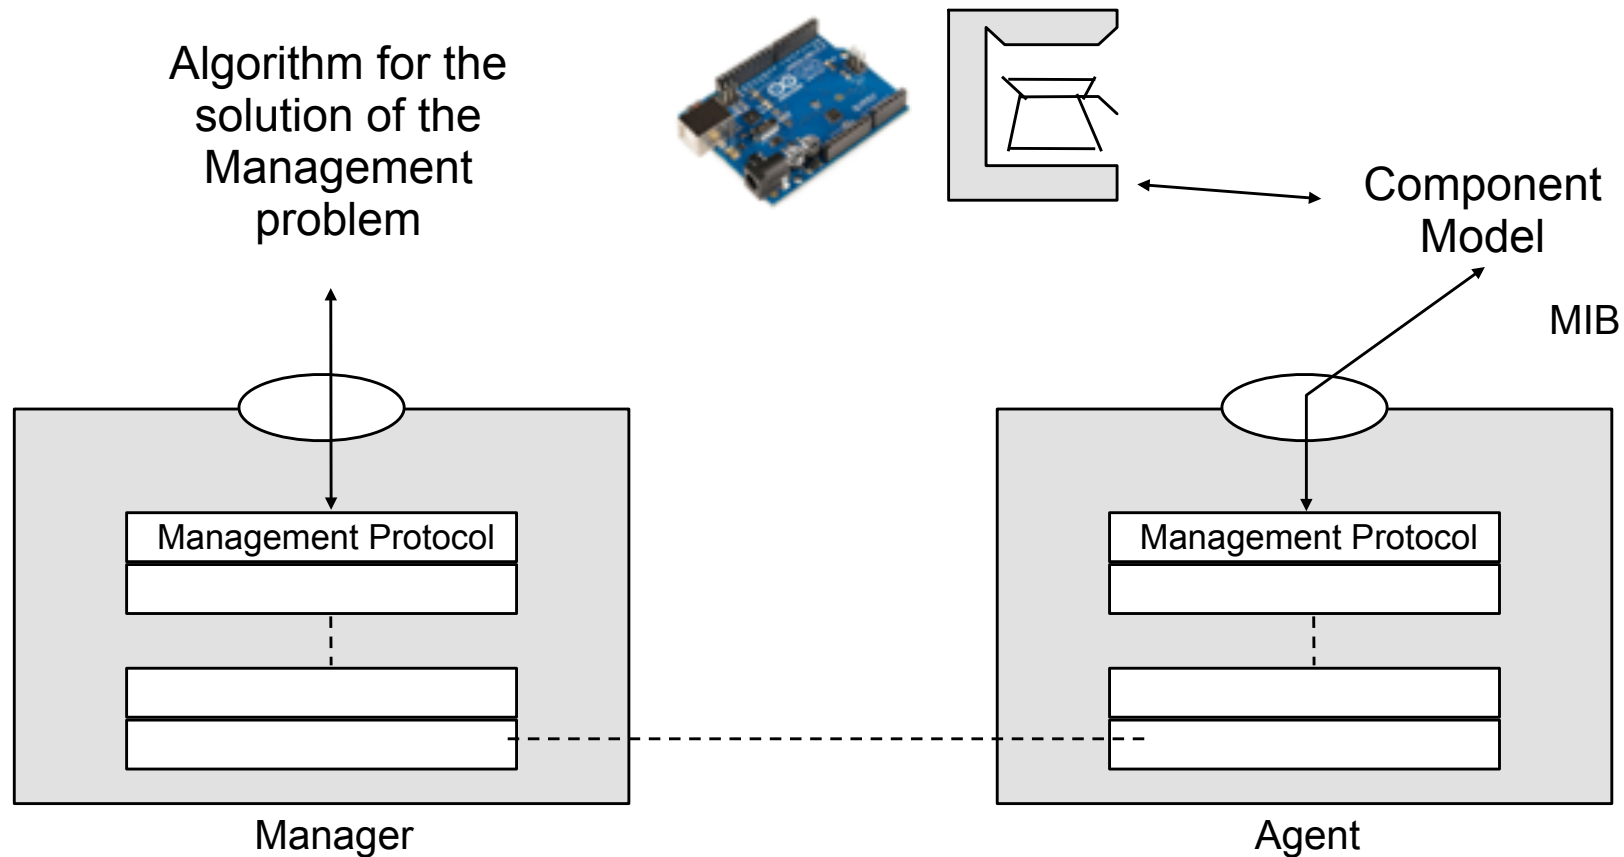 Algorithm for the
solution of the
Management
problem
Component
Model
MIB
Management Protocol
Management Protocol
Manager
Agent